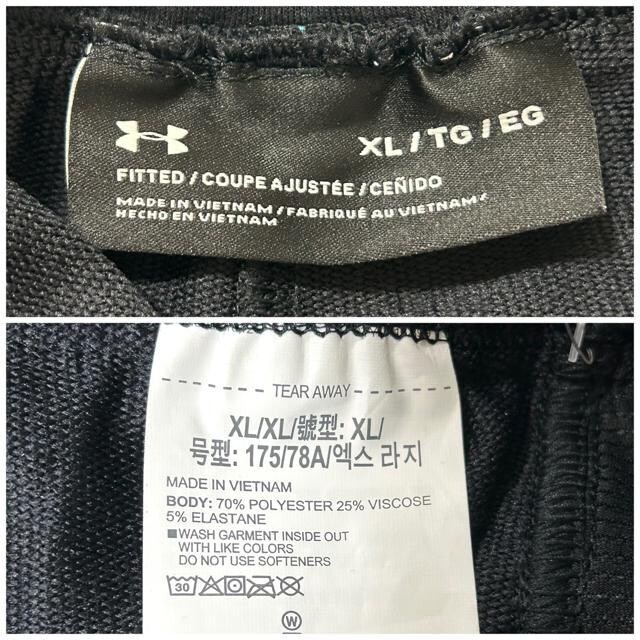 XL / TG / EG
FITTED / COUPE AJUSTÉE / CEÑIDO
MADE IN VIETNAM / FABRIQUÉ AU VIETNAM /
HECHO EN VIETNAM
TEAR AWAY
XL/XL/號型: XL/
号型: 175/78A/엑스 라지
MADE IN VIETNAM
BODY: 70% POLYESTER 25% VISCOSE
5% ELASTANE
■WASH GARMENT INSIDE OUT
WITH LIKE COLORS
DO NOT USE SOFTENERS
30
W